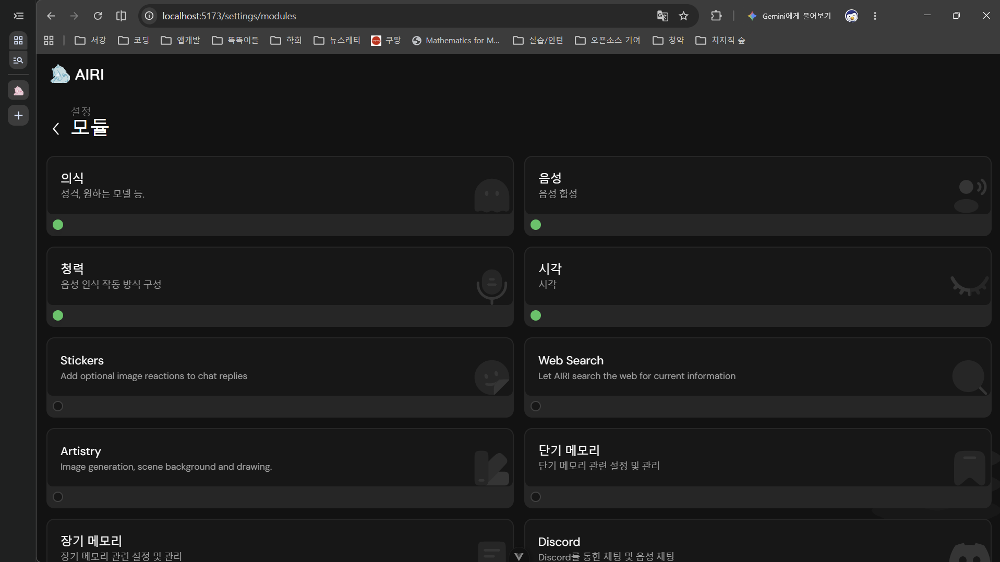 localhost:5173/settings/modules
Gemini에게 물어보기
서강
코딩
앱개발
똑똑이들
학회
뉴스레터
쿠팡
Mathematics for M...
실습/인턴
오픈소스 기여
청약
치지직 숲
AIRI
설정
모듈
의식
성격, 원하는 모델 등.
음성
음성 합성
청력
음성 인식 작동 방식 구성
시각
시각
Stickers
Add optional image reactions to chat replies
Web Search
Let AIRI search the web for current information
Artistry
Image generation, scene background and drawing.
단기 메모리
단기 메모리 관련 설정 및 관리
장기 메모리
장기 메모리 관련 설정 및 관리
Discord
Discord를 통한 채팅 및 음성 채팅